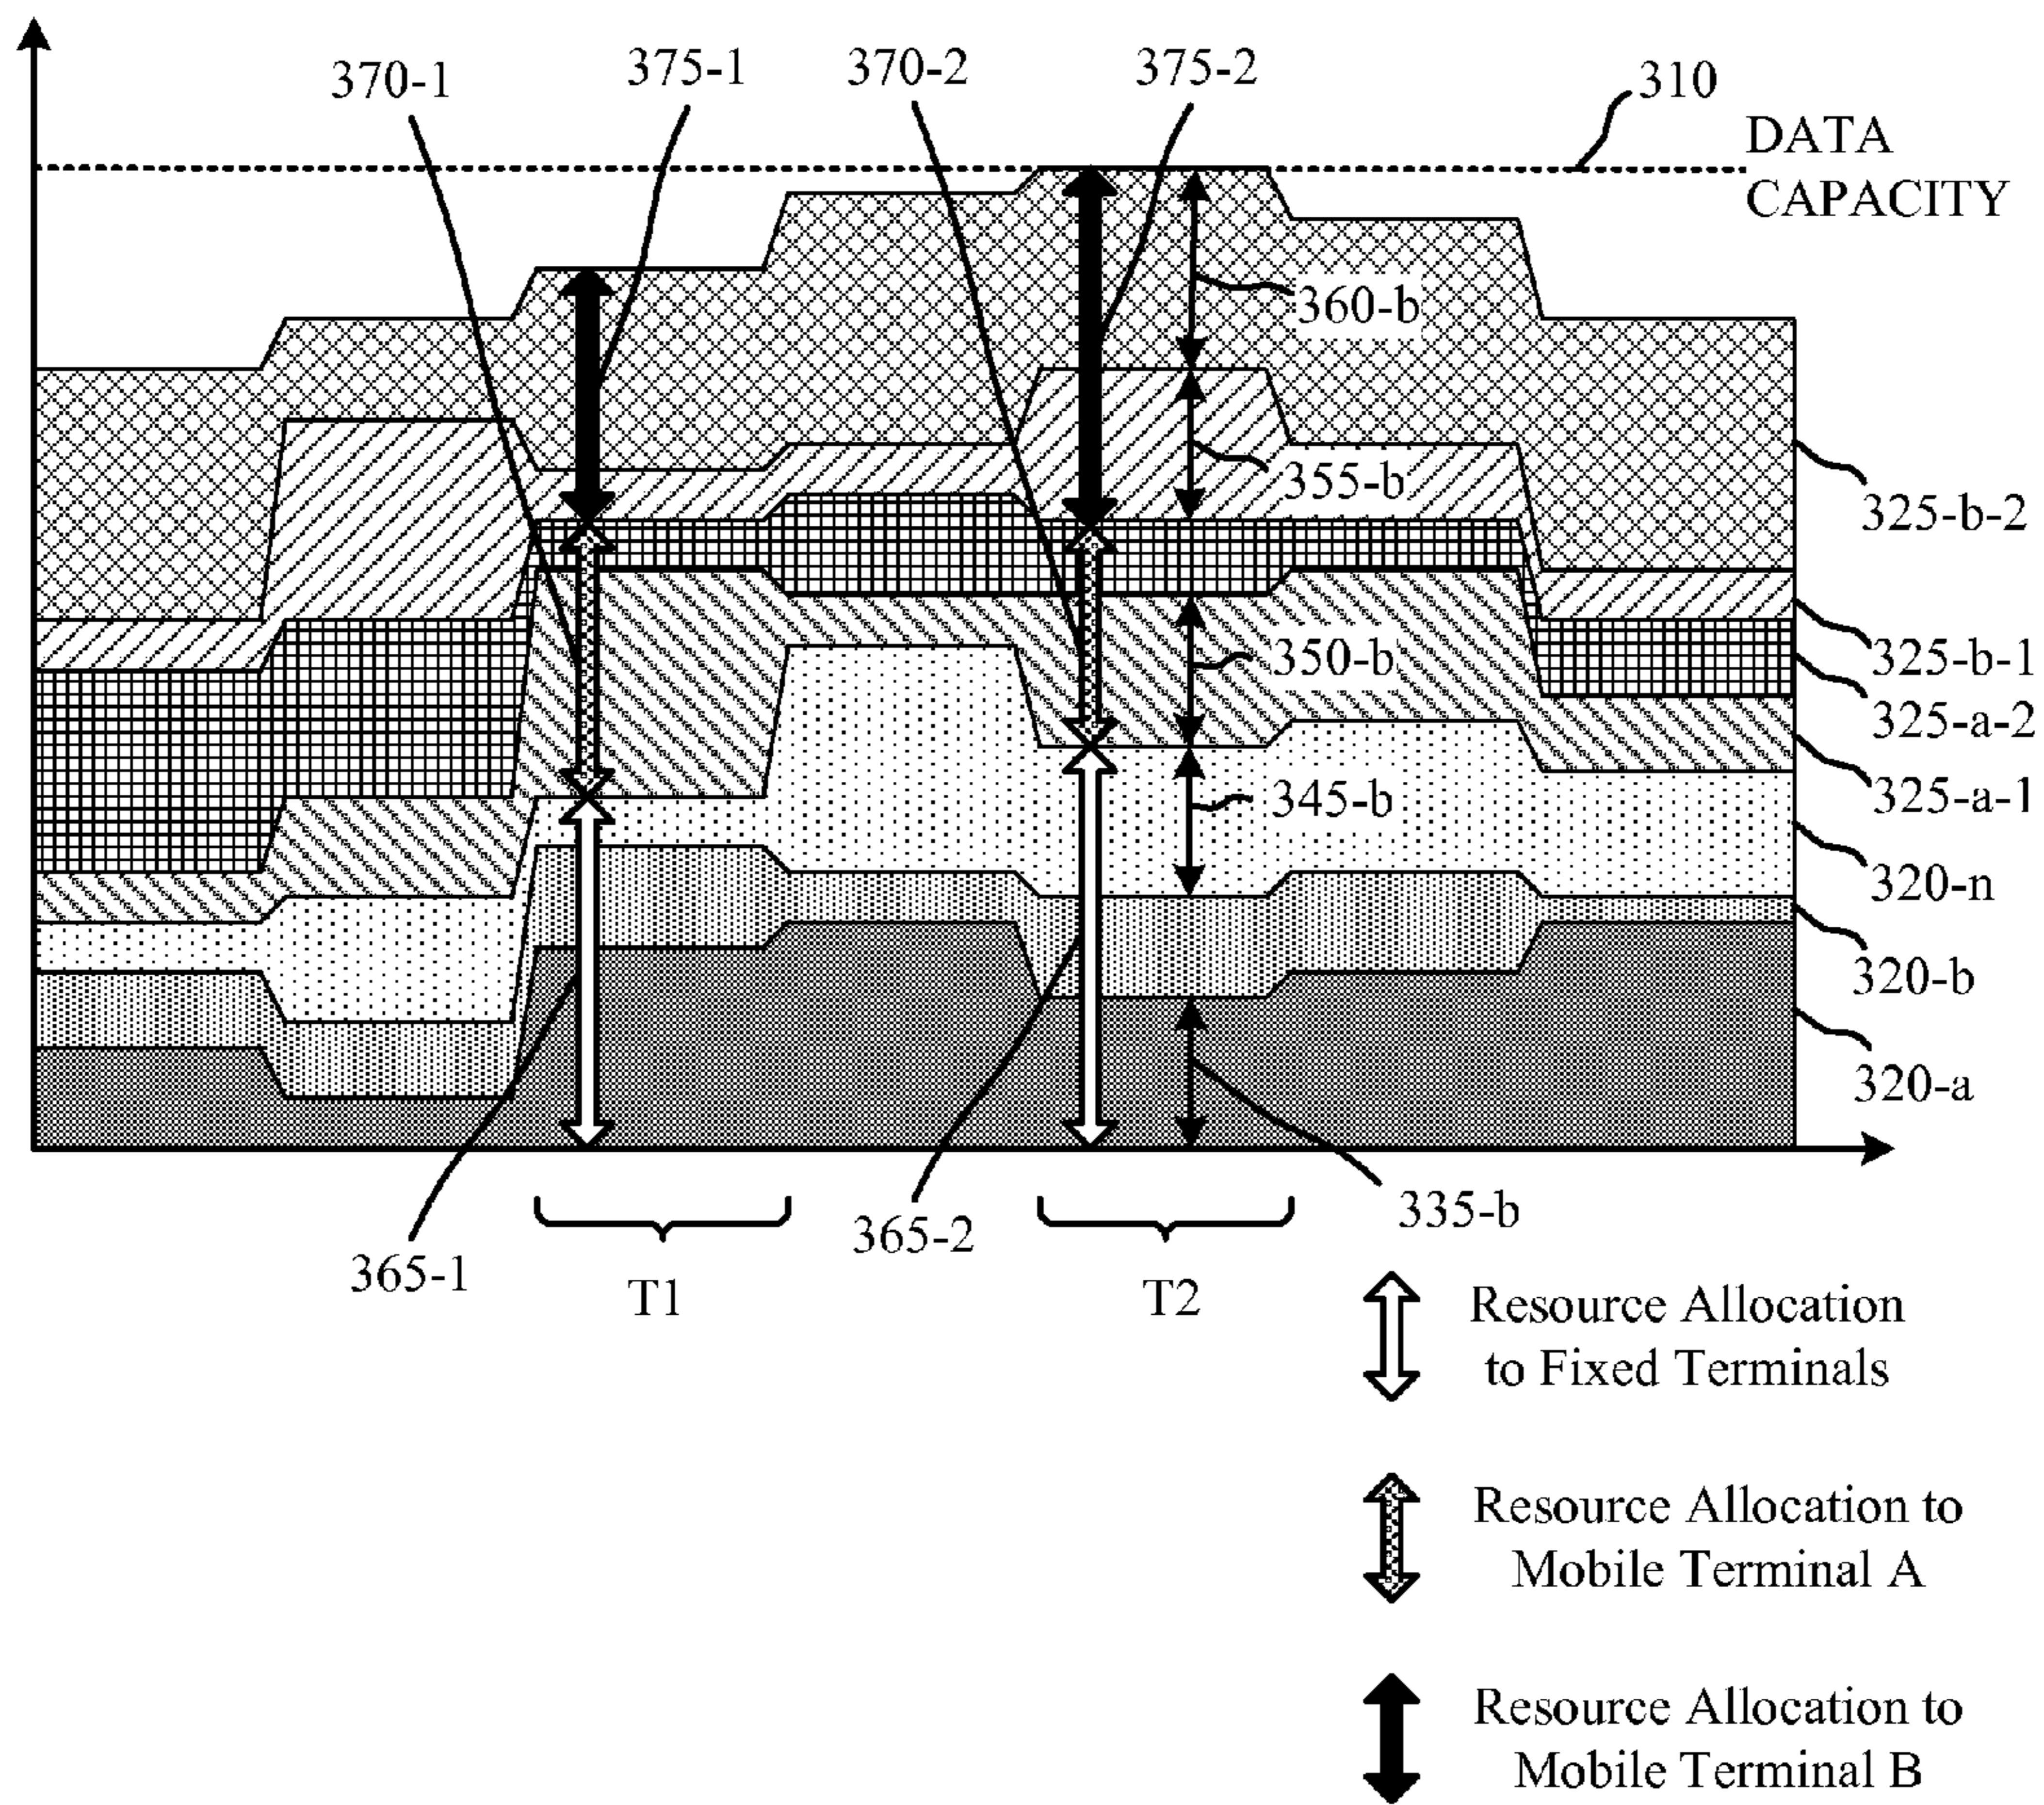 370-1
375-1
370-2
375-2
310
DATA
CAPACITY
360-b
355-b
350-b
345-b
325-b-2
325-b-1
325-a-2
325-a-1
320-n
320-b
320-a
335-b
365-1
365-2
T1
T2
Resource Allocation
to Fixed Terminals
Resource Allocation to
Mobile Terminal A
Resource Allocation to
Mobile Terminal B